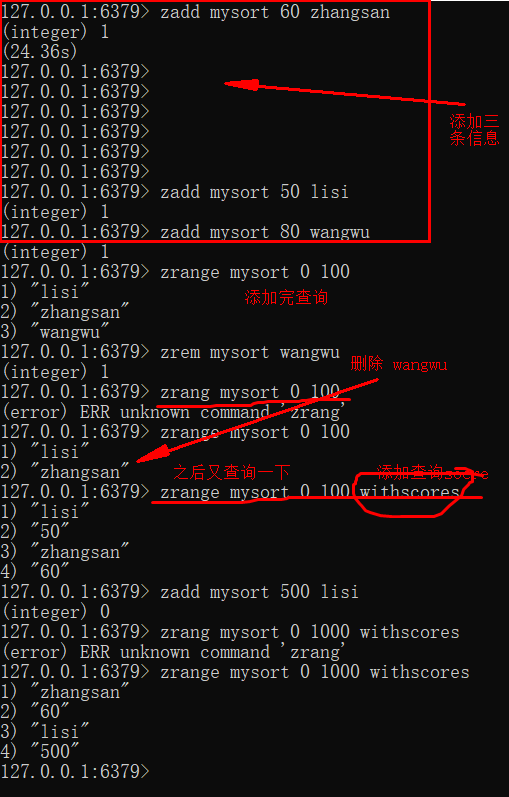 127.0.0.1:6379> zadd mysort 60 zhangsan
(integer) 1
(24.36s)
127.0.0.1:6379>
127.0.0.1:6379>
127.0.0.1:6379>
127.0.0.1:6379>
127.0.0.1:6379>
127.0.0.1:6379>
添加三
条信息
127.0.0.1:6379> zadd mysort 50 lisi
(integer) 1
127.0.0.1:6379> zadd mysort 80 wangwu
(integer) 1
127.0.0.1:6379> zrange mysort 0 100
1) "lisi"
添加完查询
2) "zhangsan"
3) "wangwu"
127.0.0.1:6379> zrem mysort wangwu
删除 wangwu
(integer) 1
127.0.0.1:6379> zrang mysort 0 100
(error) ERR unknown command 'zrang'
127.0.0.1:6379> zrange mysort 0 100
1) "lisi"
2) "zhangsan"
之后又查询一下
添加查询socre
127.0.0.1:6379> zrange mysort 0 100 withscores
1) "lisi"
2) "50"
3) "zhangsan"
4) "60"
127.0.0.1:6379> zadd mysort 500 lisi
(integer) 0
127.0.0.1:6379> zrang mysort 0 1000 withscores
(error) ERR unknown command 'zrang'
127.0.0.1:6379> zrange mysort 0 1000 withscores
1) "zhangsan"
2) "60"
3) "lisi"
4) "500"
127.0.0.1:6379>